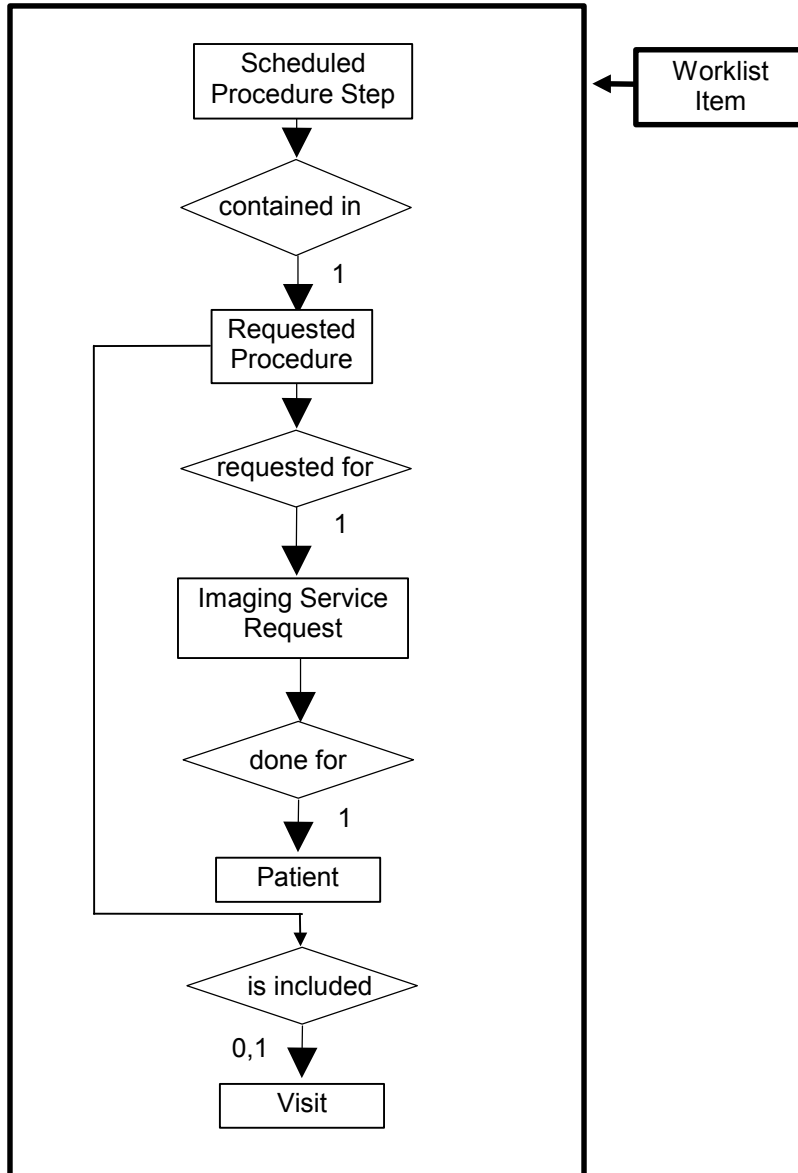 Scheduled
Procedure Step
Worklist
Item
contained in
1
Requested
Procedure
requested for
1
Imaging Service
Request
done for
1
Patient
is included
0,1
Visit